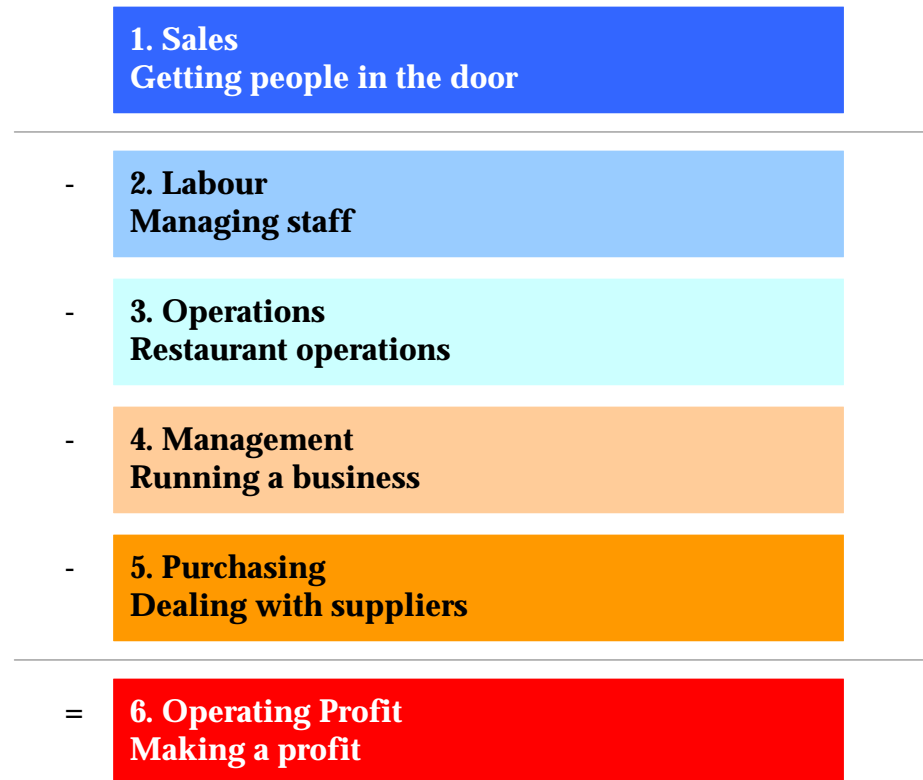 1. Sales
Getting people in the door
- 2. Labour
Managing staff
- 3. Operations
Restaurant operations
- 4. Management
Running a business
- 5. Purchasing
Dealing with suppliers
= 6. Operating Profit
Making a profit